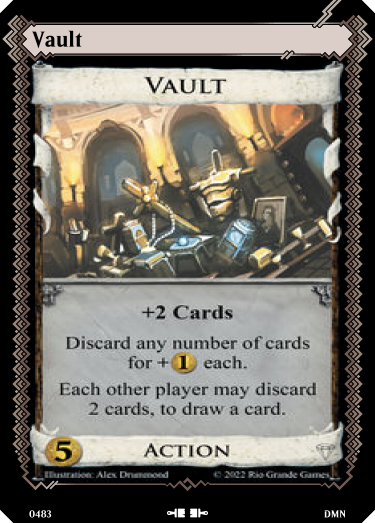 Vault
VAULT
+2 Cards
Discard any number of cards
for +1 each.
Each other player may discard
2 cards, to draw a card.
5 ACTION
Illustration: Alex Drummond © 2022 Rio Grande Games
0483 DMN